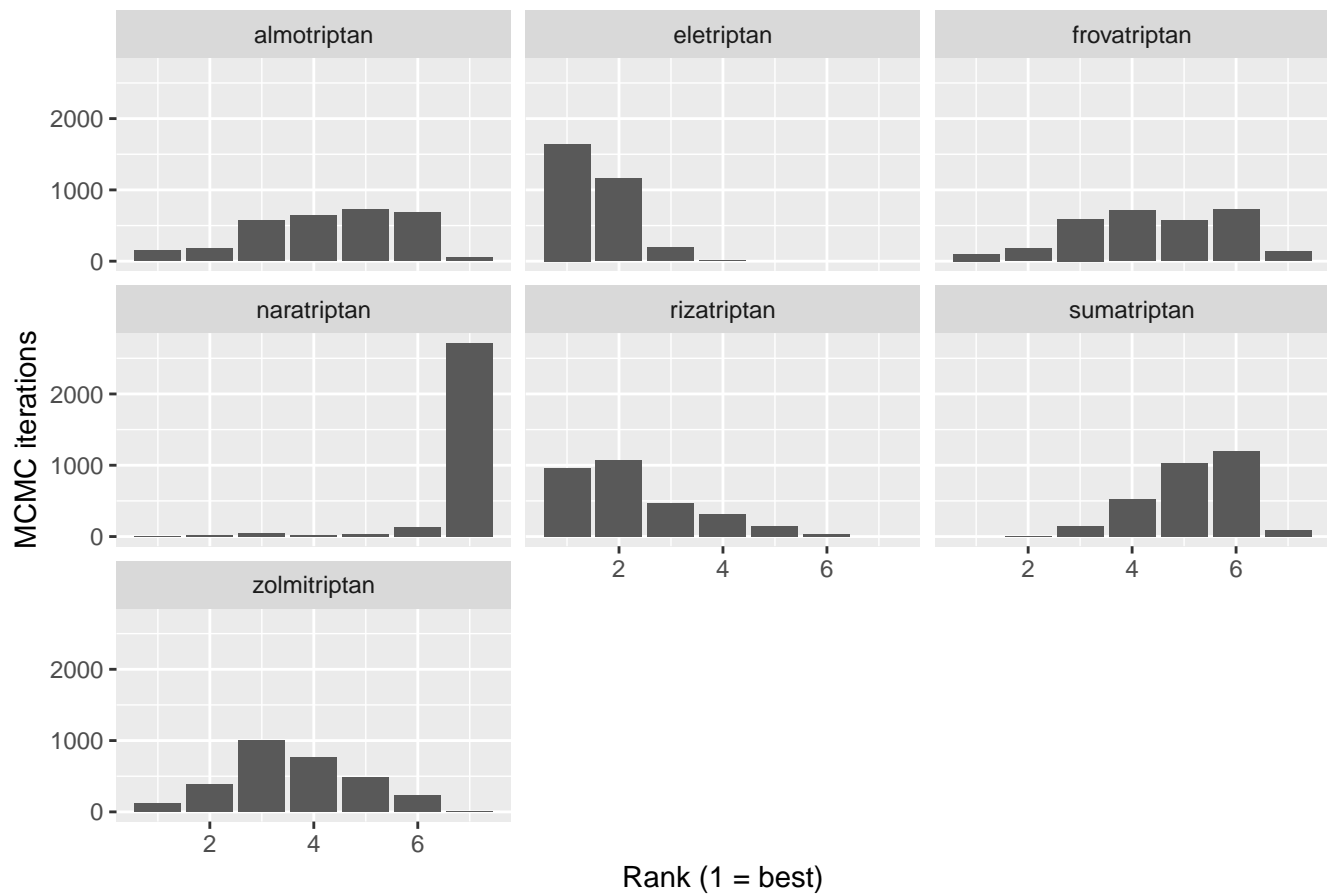 almotriptan eletriptan frovatriptan
2000
1000
0
naratriptan rizatriptan sumatriptan
2000
1000
0
2 4 6 2 4 6
zolmitriptan
2000
1000
0
2 4 6
MCMC iterations
Rank (1 = best)